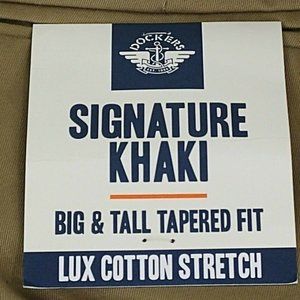 DOCKERS
SIGNATURE
KHAKI
BIG & TALL TAPERED FIT
LUX COTTON STRETCH